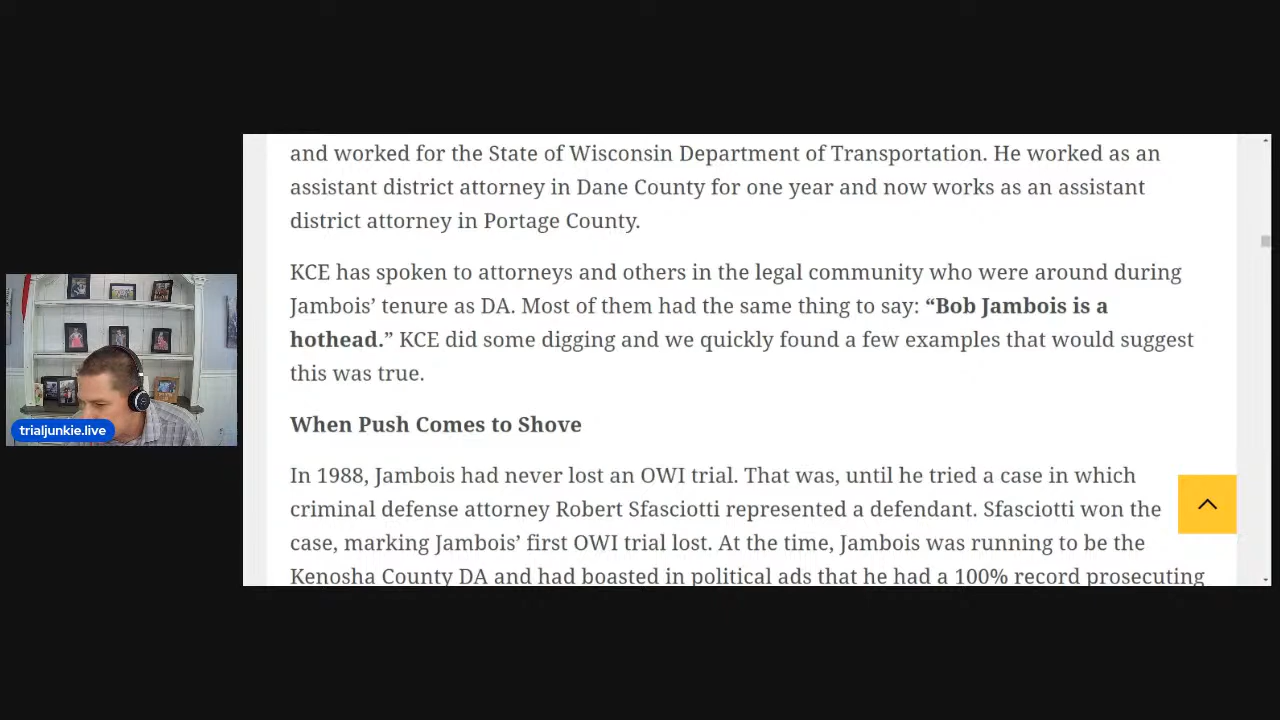 and worked for the State of Wisconsin Department of Transportation. He worked as an
assistant district attorney in Dane County for one year and now works as an assistant
district attorney in Portage County.
KCE has spoken to attorneys and others in the legal community who were around during
Jambois’ tenure as DA. Most of them had the same thing to say: “Bob Jambois is a
hothead.” KCE did some digging and we quickly found a few examples that would suggest
this was true.
When Push Comes to Shove
In 1988, Jambois had never lost an OWI trial. That was, until he tried a case in which
criminal defense attorney Robert Sfasciotti represented a defendant. Sfasciotti won the
case, marking Jambois’ first OWI trial lost. At the time, Jambois was running to be the
Kenosha County DA and had boasted in political ads that he had a 100% record prosecuting
trialjunkie.live